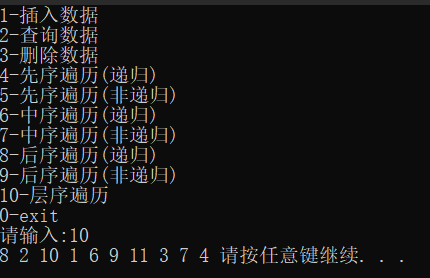 1-插入数据
2-查询数据
3-删除数据
4-先序遍历(递归)
5-先序遍历(非递归)
6-中序遍历(递归)
7-中序遍历(非递归)
8-后序遍历(递归)
9-后序遍历(非递归)
10-层序遍历
0-exit
请输入:10
8 2 10 1 6 9 11 3 7 4 请按任意键继续. . .